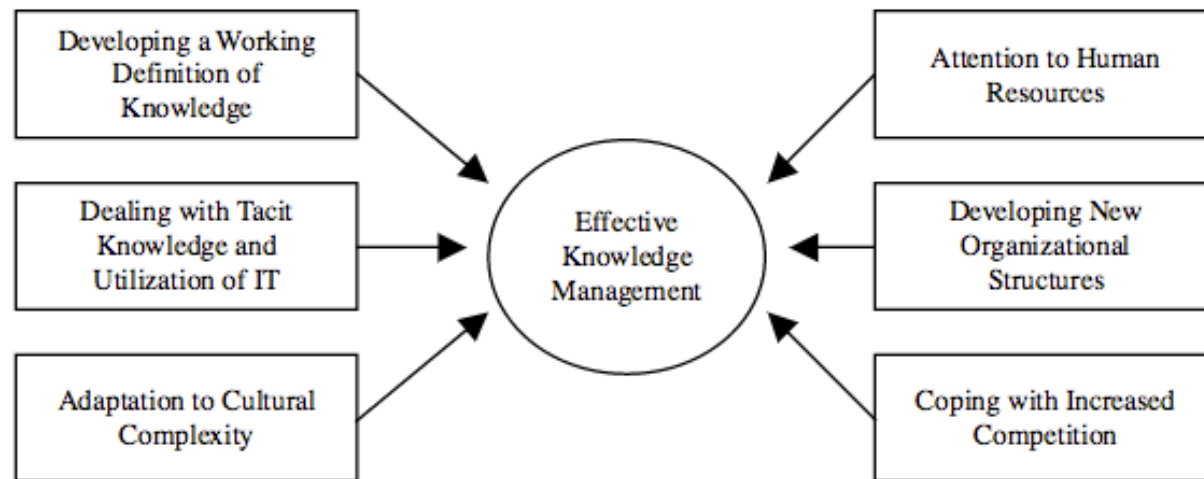 Developing a Working
Definition of
Knowledge
Dealing with Tacit
Knowledge and
Utilization of IT
Adaptation to Cultural
Complexity
Effective
Knowledge
Management
Attention to Human
Resources
Developing New
Organizational
Structures
Coping with Increased
Competition